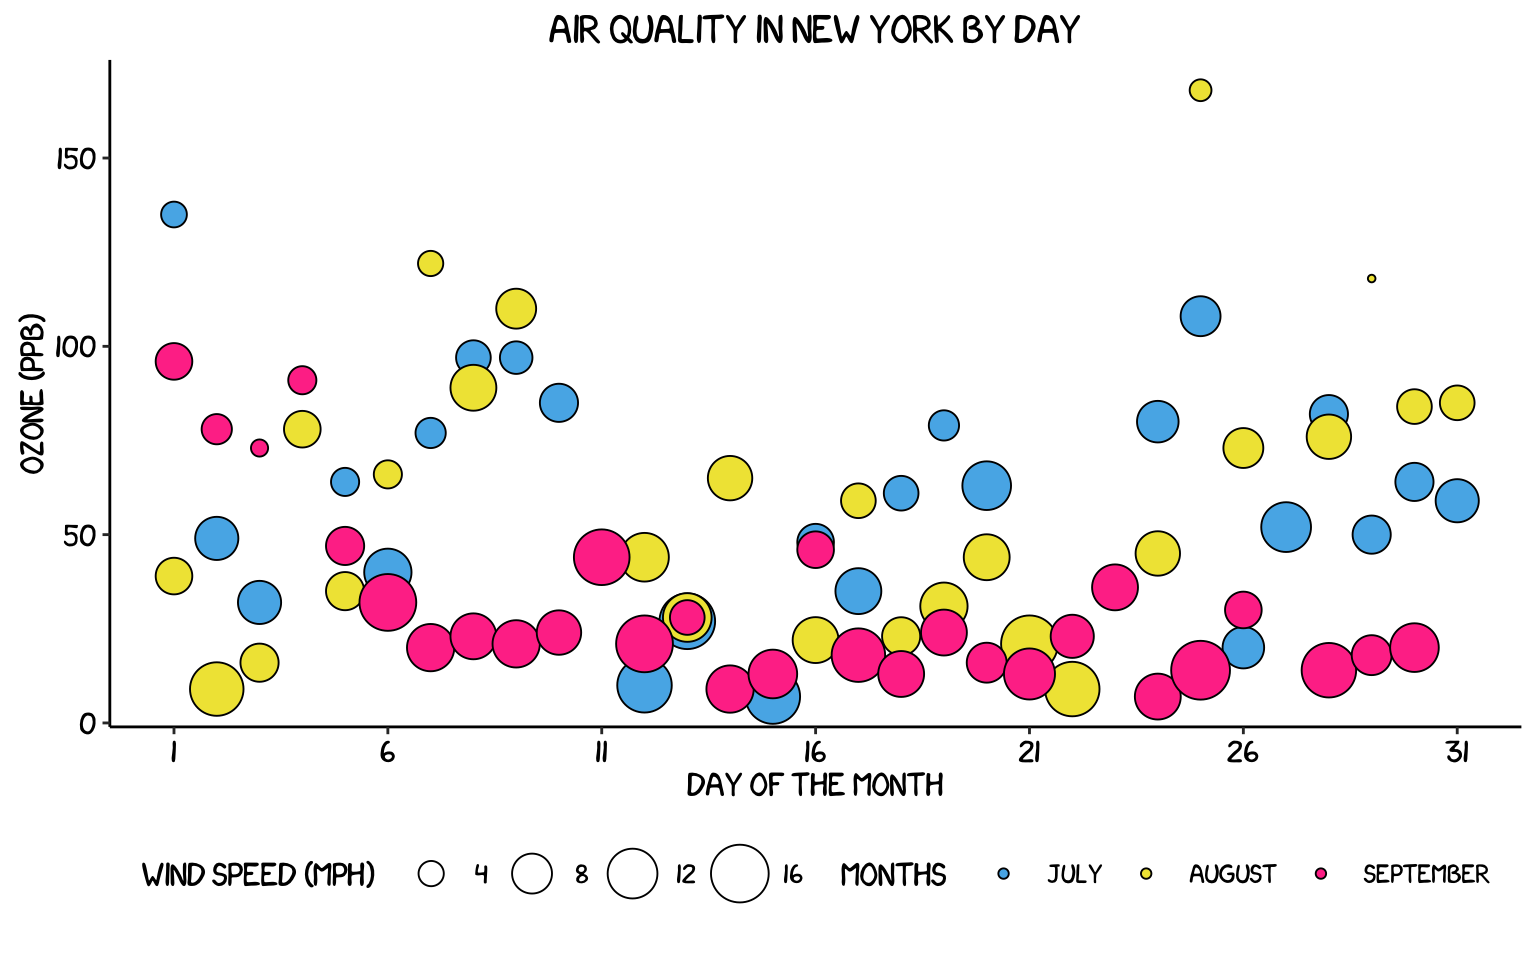 AIR QUALITY IN NEW YORK BY DAY
OZONE (PPB)
150
100
50
0
1 6 11 16 21 26 31
DAY OF THE MONTH
WIND SPEED (MPH) 4 8 12 16 MONTHS JULY AUGUST SEPTEMBER